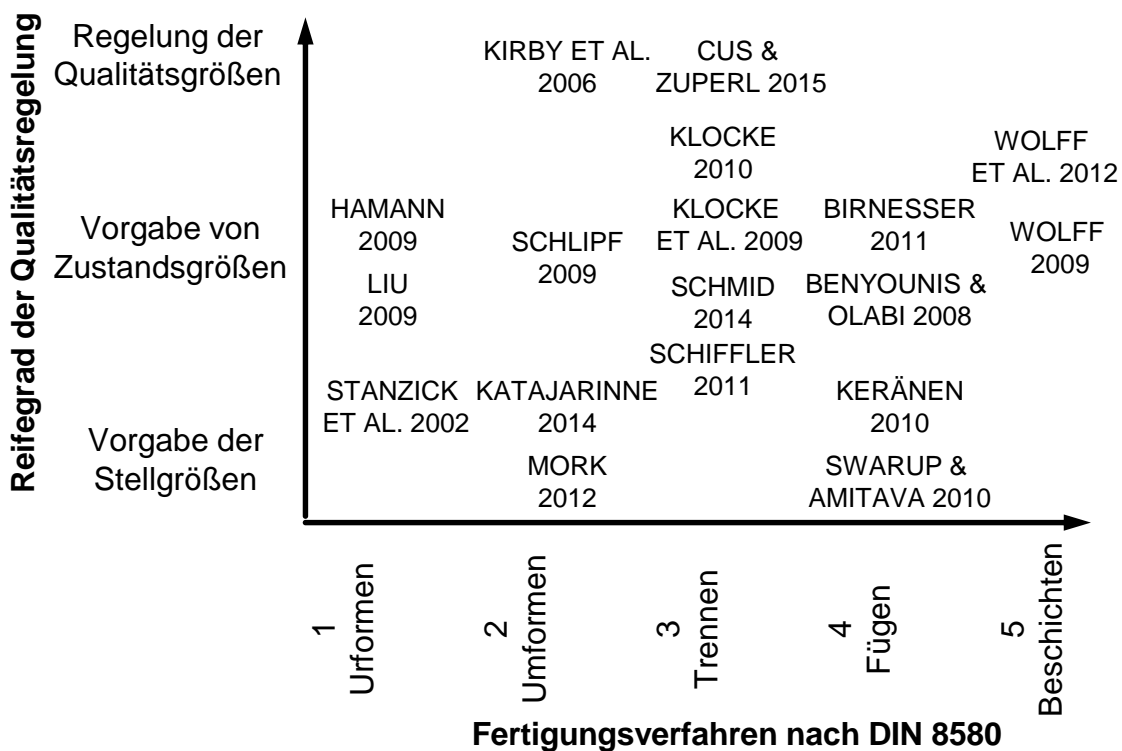 Reifegrad der Qualitätsregelung
Regelung der
Qualitätsgrößen
KIRBY ET AL.
2006
CUS &
ZUPERL 2015
KLOCKE
2010
WOLFF
ET AL. 2012
Vorgabe von
Zustandsgrößen
HAMANN
2009
SCHLIPF
2009
KLOCKE
ET AL. 2009
BIRNESSER
2011
WOLFF
2009
LIU
2009
SCHMID
2014
BENYOUNIS &
OLABI 2008
SCHIFFLER
2011
Vorgabe der
Stellgrößen
STANZICK
ET AL. 2002
KATAJARINNE
2014
KERÄNEN
2010
MORK
2012
SWARUP &
AMITAVA 2010
1
Urformen
2
Umformen
3
Trennen
4
Fügen
5
Beschichten
Fertigungsverfahren nach DIN 8580